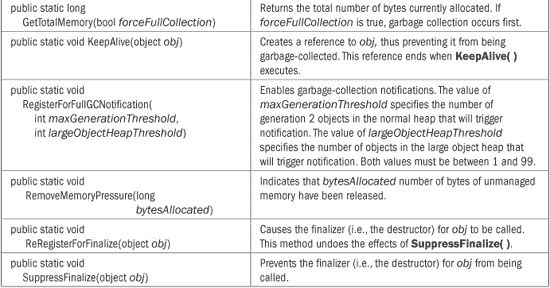 public static long
GetTotalMemory(bool forceFullCollection)
Returns the total number of bytes currently allocated. If
forceFullCollection is true, garbage collection occurs first.
public static void KeepAlive(object obj)
Creates a reference to obj, thus preventing it from being
garbage-collected. This reference ends when KeepAlive( )
executes.
public static void
RegisterForFullGCNotification(
int maxGenerationThreshold,
int largeObjectHeapThreshold)
Enables garbage-collection notifications. The value of
maxGenerationThreshold specifies the number of
generation 2 objects in the normal heap that will trigger
notification. The value of largeObjectHeapThreshold
specifies the number of objects in the large object heap that
will trigger notification. Both values must be between 1 and 99.
public static void
RemoveMemoryPressure(long
bytesAllocated)
Indicates that bytesAllocated number of bytes of unmanaged
memory have been released.
public static void
ReRegisterForFinalize(object obj)
Causes the finalizer (i.e., the destructor) for obj to be called.
This method undoes the effects of SuppressFinalize( ).
public static void
SuppressFinalize(object obj)
Prevents the finalizer (i.e., the destructor) for obj from being
called.